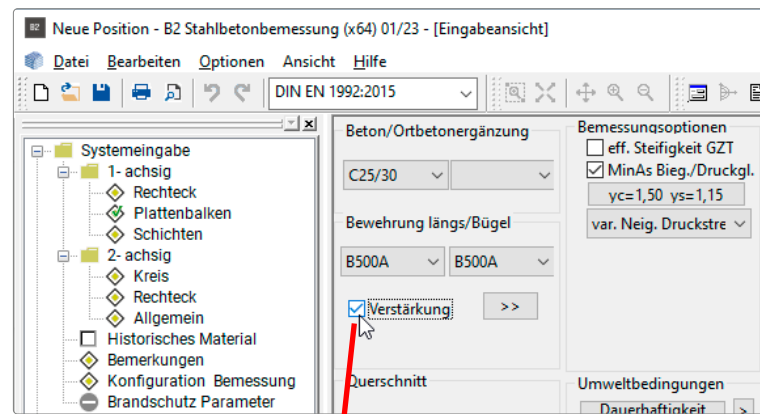 B2 Neue Position - B2 Stahlbetonbemessung (x64) 01/23 - [Eingabeansicht]
Datei Bearbeiten Optionen Ansicht Hilfe
DIN EN 1992:2015
Systemeingabe
1- achsig
Rechteck
Plattenbalken
Schichten
2- achsig
Kreis
Rechteck
Allgemein
Historisches Material
Bemerkungen
Konfiguration Bemessung
Brandschutz Parameter
Beton/Ortbetonergänzung
C25/30
Bewehrung längs/Bügel
B500A B500A
Verstärkung >>
Querschnitt
Bemessungsoptionen
eff. Steifigkeit GZT
MinAs Bieg./Druckgl.
yc=1,50 ys=1,15
var. Neig. Druckstre
Umweltbedingungen
Dauerhaftigkeit >